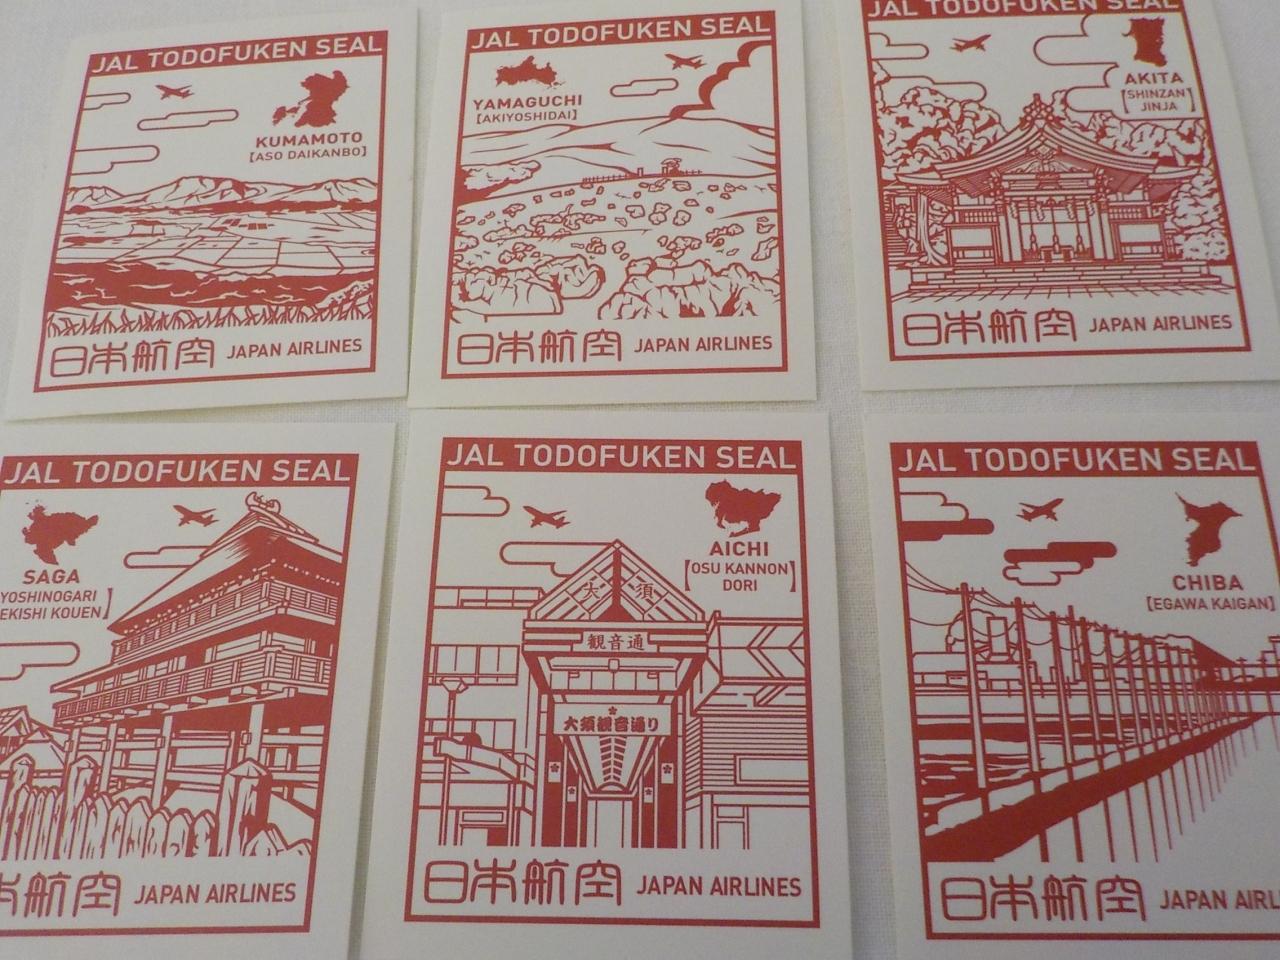 JAL TODOFUKEN SEAL
KUMAMOTO
[ASO DAIKANBO]
日本航空 JAPAN AIRLINES
JAL TODOFUKEN SEAL
YAMAGUCHI
[AKIYOSHIDAI]
日本航空 JAPAN AIRLINES
JAL TODOFUKEN SEAL
AKITA
[SHINZAN
JINJA]
日本航空 JAPAN AIRLINES
JAL TODOFUKEN SEAL
SAGA
YOSHINOGARI
EKISHI KOUEN]
本航空 JAPAN AIRLINES
JAL TODOFUKEN SEAL
AICHI
[OSU KANNON
DORI]
大須
観音通
大須観音通り
日本航空 JAPAN AIRLINES
JAL TODOFUKEN SEAL
CHIBA
[EGAWA KAIGAN]
日本航空 JAPAN AIRL